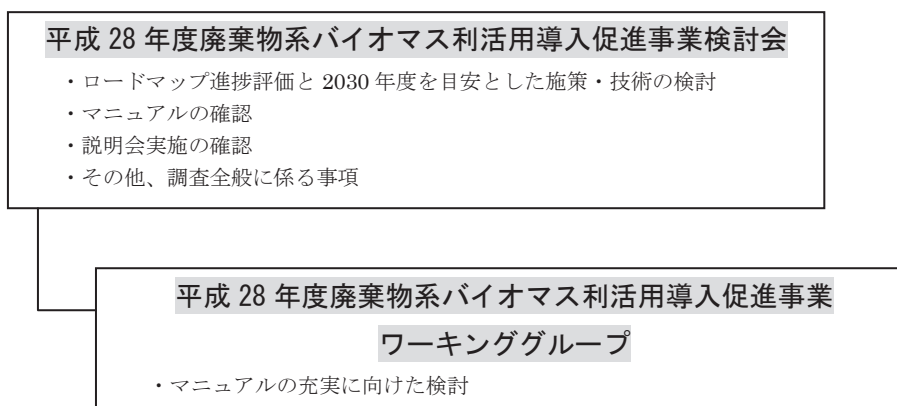 平成 28 年度廃棄物系バイオマス利活用導入促進事業検討会
・ロードマップ進捗評価と 2030 年度を目安とした施策・技術の検討
・マニュアルの確認
・説明会実施の確認
・その他、調査全般に係る事項
平成 28 年度廃棄物系バイオマス利活用導入促進事業
ワーキンググループ
・マニュアルの充実に向けた検討